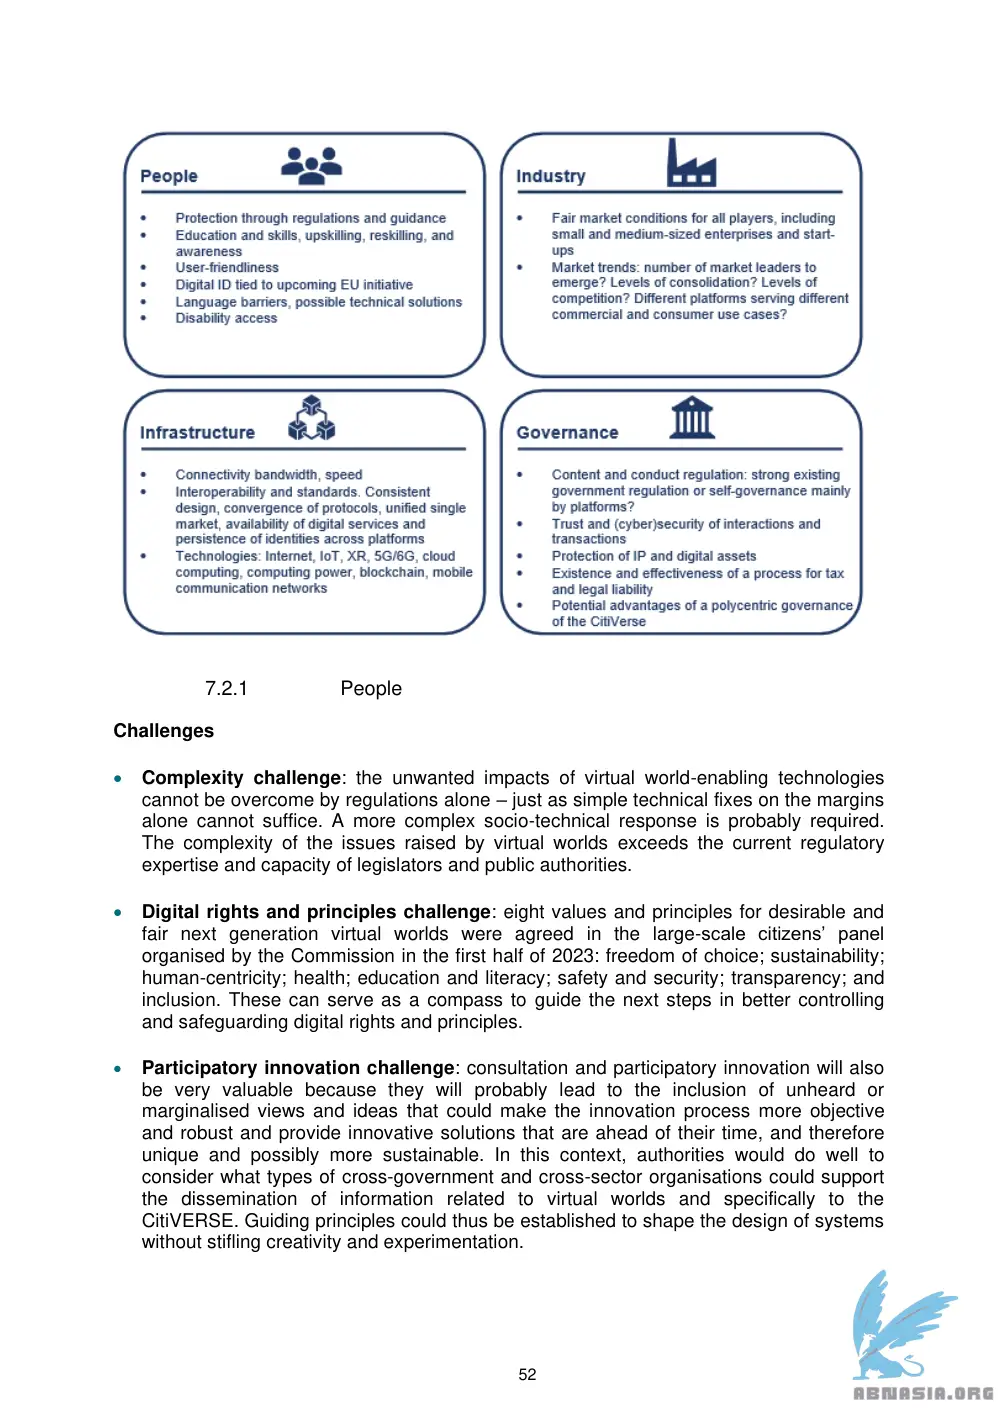 People
• Protection through regulations and guidance
• Education and skills, upskilling, reskilling, and
awareness
• User-friendliness
• Digital ID tied to upcoming EU initiative
• Language barriers, possible technical solutions
• Disability access
Industry
• Fair market conditions for all players, including
small and medium-sized enterprises and start-
ups
• Market trends: number of market leaders to
emerge? Levels of consolidation? Levels of
competition? Different platforms serving different
commercial and consumer use cases?
Infrastructure
• Connectivity bandwidth, speed
• Interoperability and standards. Consistent
design, convergence of protocols, unified single
market, availability of digital services and
persistence of identities across platforms
• Technologies: Internet, IoT, XR, 5G/6G, cloud
computing, computing power, blockchain, mobile
communication networks
Governance
• Content and conduct regulation: strong existing
government regulation or self-governance mainly
by platforms?
• Trust and (cyber)security of interactions and
transactions
• Protection of IP and digital assets
• Existence and effectiveness of a process for tax
and legal liability
• Potential advantages of a polycentric governance
of the CitiVerse
7.2.1 People
Challenges
• Complexity challenge: the unwanted impacts of virtual world-enabling technologies
cannot be overcome by regulations alone – just as simple technical fixes on the margins
alone cannot suffice. A more complex socio-technical response is probably required.
The complexity of the issues raised by virtual worlds exceeds the current regulatory
expertise and capacity of legislators and public authorities.
• Digital rights and principles challenge: eight values and principles for desirable and
fair next generation virtual worlds were agreed in the large-scale citizens’ panel
organised by the Commission in the first half of 2023: freedom of choice; sustainability;
human-centricity; health; education and literacy; safety and security; transparency; and
inclusion. These can serve as a compass to guide the next steps in better controlling
and safeguarding digital rights and principles.
• Participatory innovation challenge: consultation and participatory innovation will also
be very valuable because they will probably lead to the inclusion of unheard or
marginalised views and ideas that could make the innovation process more objective
and robust and provide innovative solutions that are ahead of their time, and therefore
unique and possibly more sustainable. In this context, authorities would do well to
consider what types of cross-government and cross-sector organisations could support
the dissemination of information related to virtual worlds and specifically to the
CitiVERSE. Guiding principles could thus be established to shape the design of systems
without stifling creativity and experimentation.
52
ABNASIA.ORG